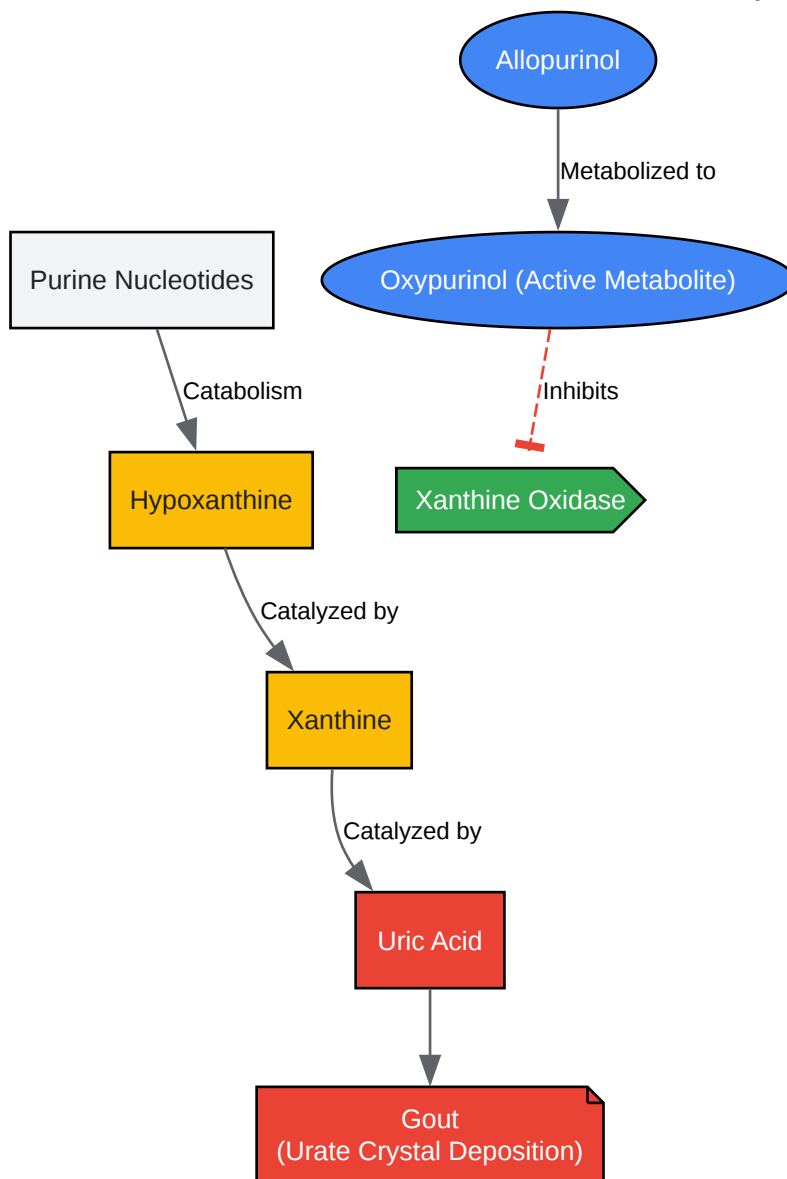 Allopurinol
Metabolized to
Purine Nucleotides
Oxypurinol (Active Metabolite)
Catabolism
Inhibits
Hypoxanthine
Xanthine Oxidase
Catalyzed by
Xanthine
Catalyzed by
Uric Acid
Gout
(Urate Crystal Deposition)